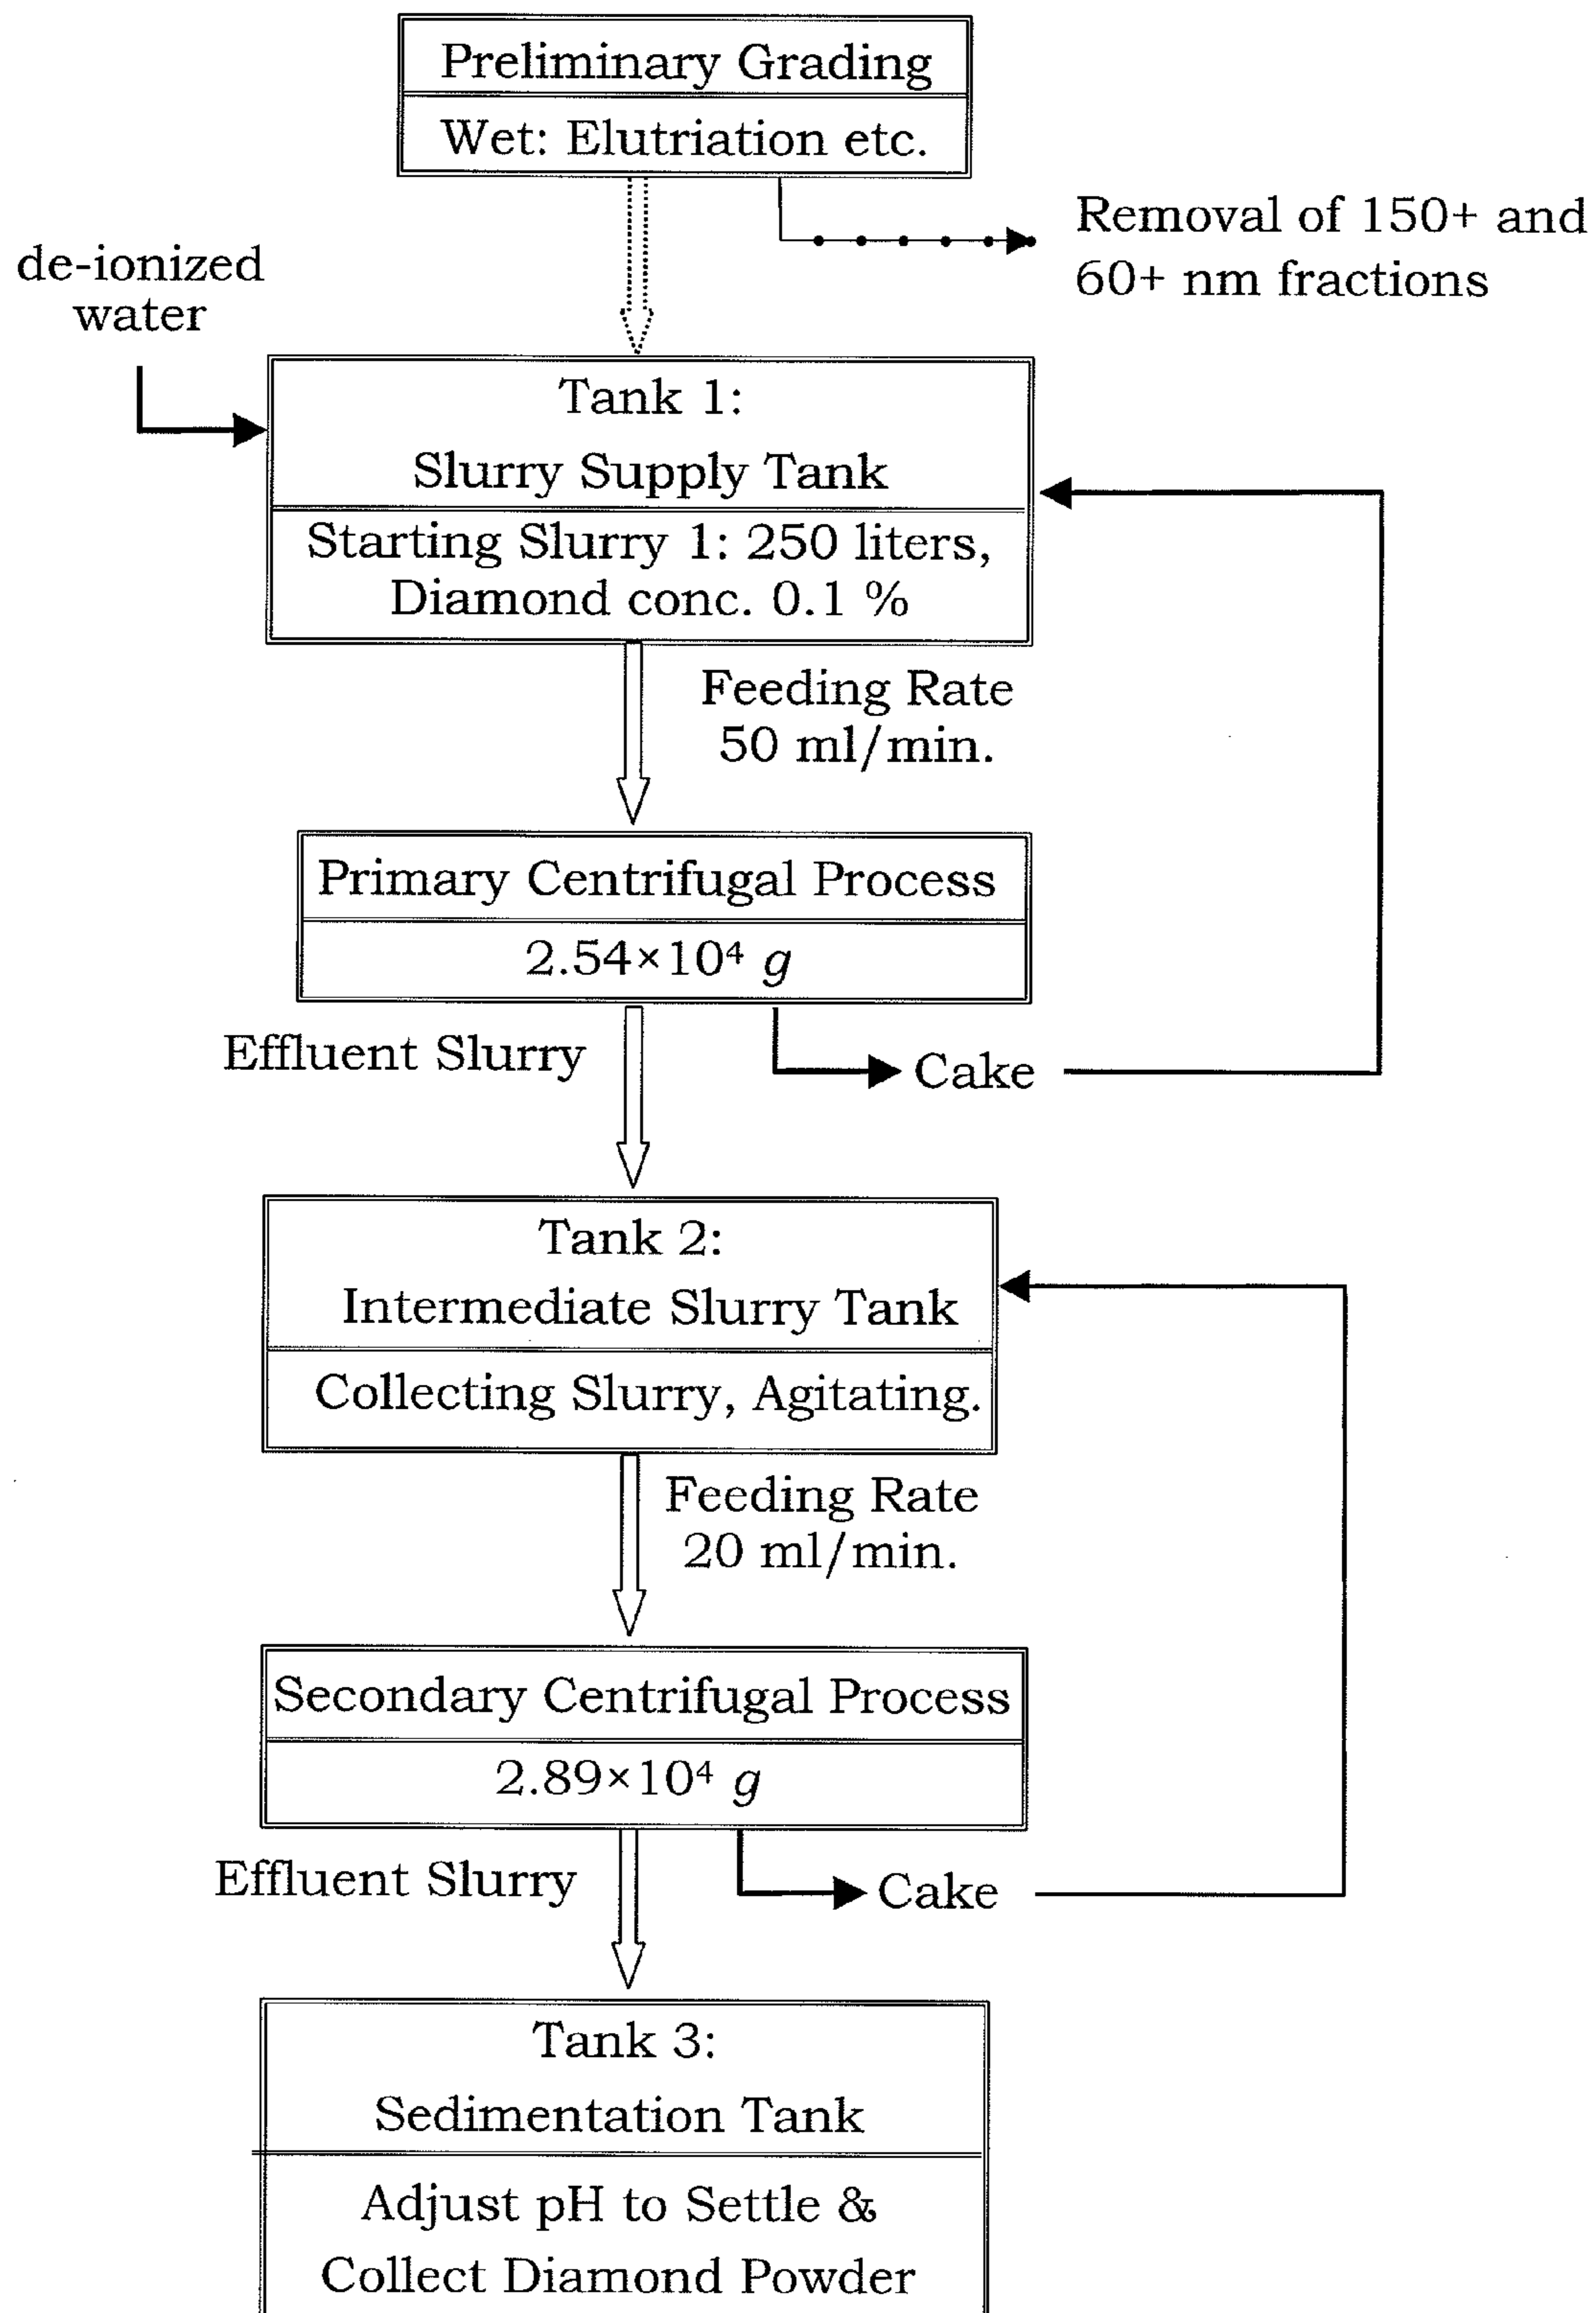 Preliminary Grading
Wet: Elutriation etc.
Removal of 150+ and
60+ nm fractions
de-ionized
water
Tank 1:
Slurry Supply Tank
Starting Slurry 1: 250 liters,
Diamond conc. 0.1 %
Feeding Rate
50 ml/min.
Primary Centrifugal Process
2.54×10⁴ g
Effluent Slurry
Cake
Tank 2:
Intermediate Slurry Tank
Collecting Slurry, Agitating.
Feeding Rate
20 ml/min.
Secondary Centrifugal Process
2.89×10⁴ g
Effluent Slurry
Cake
Tank 3:
Sedimentation Tank
Adjust pH to Settle &
Collect Diamond Powder